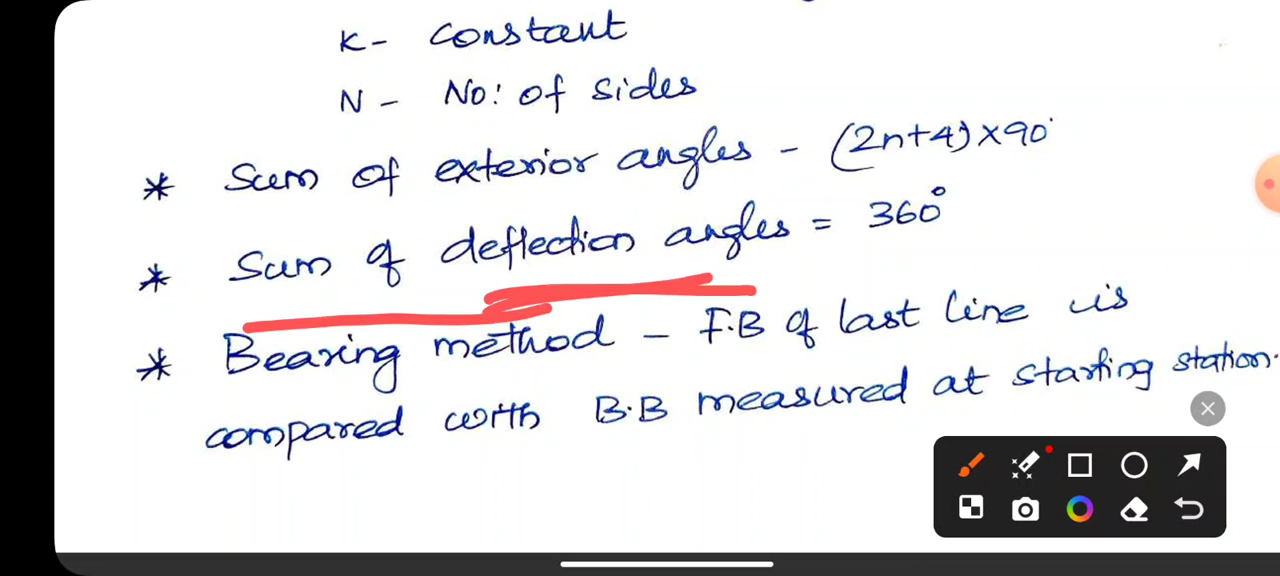 K - Constant
N - No: of sides
* Sum of exterior angles - (2n+4)×90°
* Sum of deflection angles = 360°
* Bearing method - F.B of last line is
compared with B.B measured at starting station.